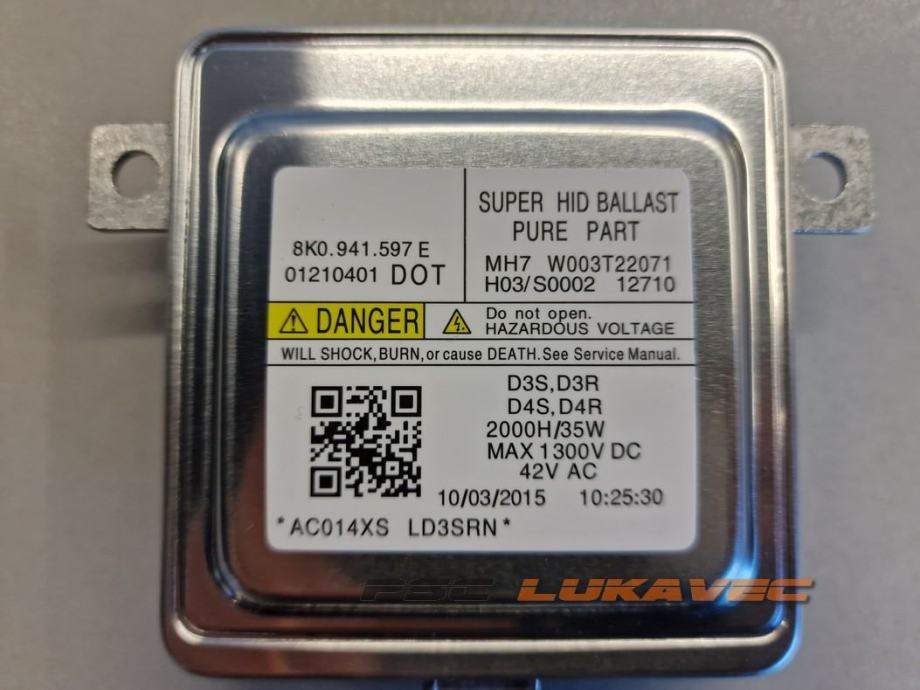 8K0.941.597 E
01210401 DOT
SUPER HID BALLAST
PURE PART
MH7 W003T22071
H03/S0002 12710
DANGER
Do not open.
HAZARDOUS VOLTAGE
WILL SHOCK,BURN,or cause DEATH.See Service Manual.
D3S,D3R
D4S,D4R
2000H/35W
MAX 1300V DC
42V AC
10/03/2015 10:25:30
*AC014XS LD3SRN*
PSC LUKAVEC